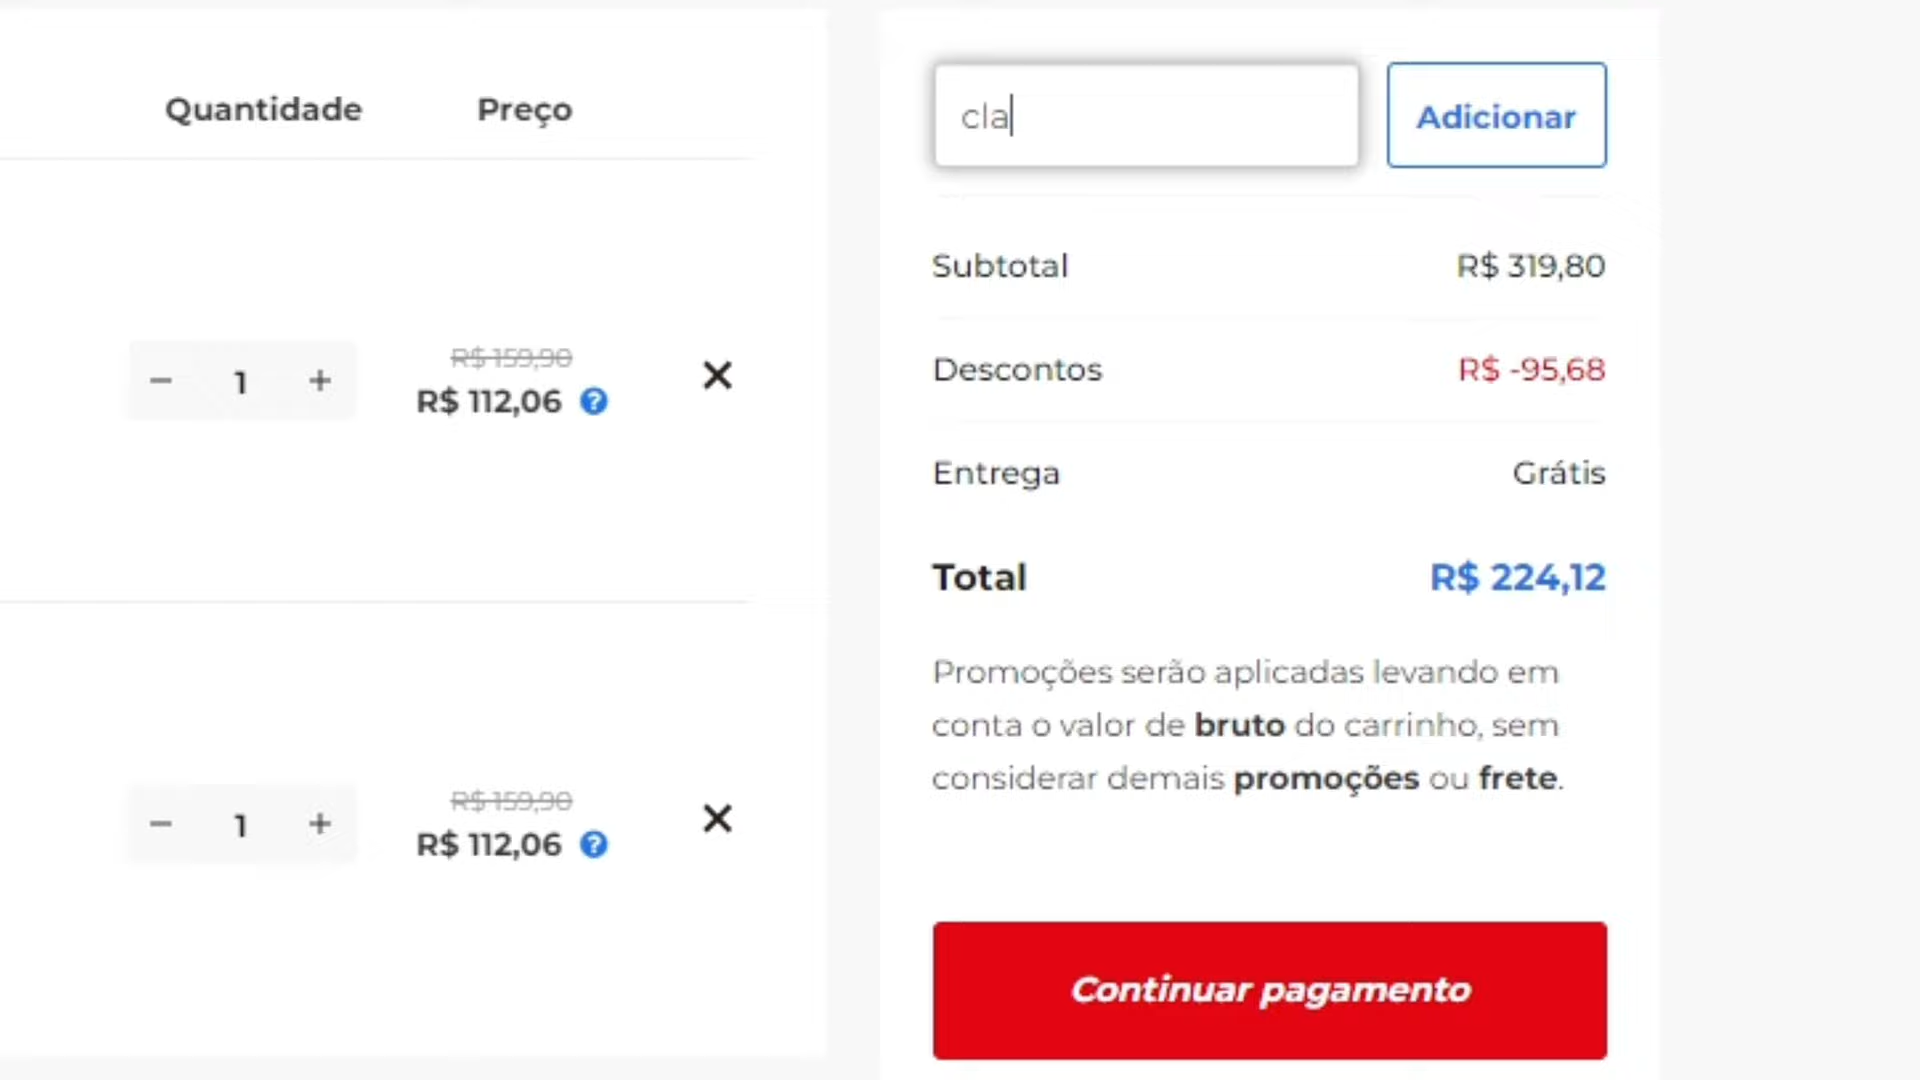 Quantidade Preço
− 1 + R$ 159,90
R$ 112,06 ? ✕
− 1 + R$ 159,90
R$ 112,06 ? ✕
cla Adicionar
Subtotal R$ 319,80
Descontos R$ -95,68
Entrega Grátis
Total R$ 224,12
Promoções serão aplicadas levando em
conta o valor de bruto do carrinho, sem
considerar demais promoções ou frete.
Continuar pagamento